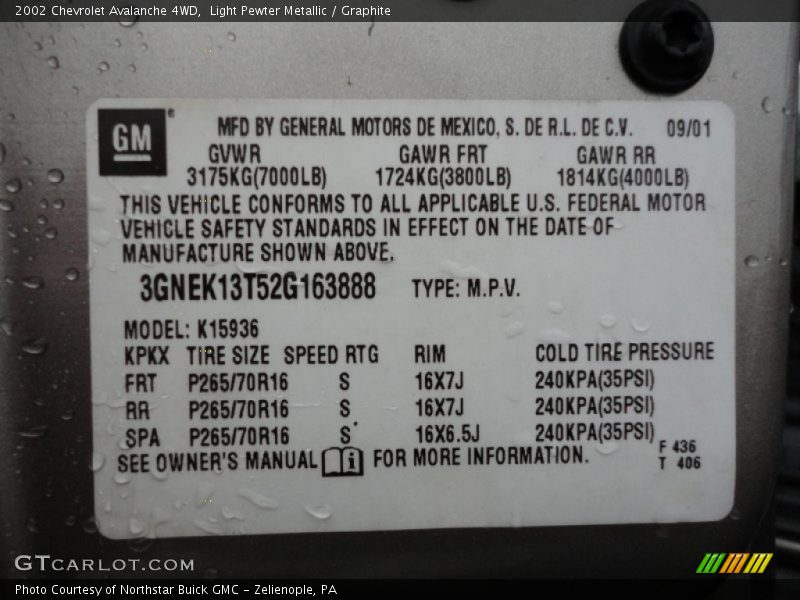 2002 Chevrolet Avalanche 4WD, Light Pewter Metallic / Graphite
GM ® MFD BY GENERAL MOTORS DE MEXICO, S. DE R.L. DE C.V. 09/01
GVWR GAWR FRT GAWR RR
3175KG(7000LB) 1724KG(3800LB) 1814KG(4000LB)
THIS VEHICLE CONFORMS TO ALL APPLICABLE U.S. FEDERAL MOTOR
VEHICLE SAFETY STANDARDS IN EFFECT ON THE DATE OF
MANUFACTURE SHOWN ABOVE.
3GNEK13T52G163888 TYPE: M.P.V.
MODEL: K15936
KPKX TIRE SIZE SPEED RTG RIM COLD TIRE PRESSURE
FRT P265/70R16 S 16X7J 240KPA(35PSI)
RR P265/70R16 S 16X7J 240KPA(35PSI)
SPA P265/70R16 S 16X6.5J 240KPA(35PSI)
SEE OWNER'S MANUAL i FOR MORE INFORMATION.
F 436
T 406
GTCARLOT.COM
Photo Courtesy of Northstar Buick GMC - Zelienople, PA